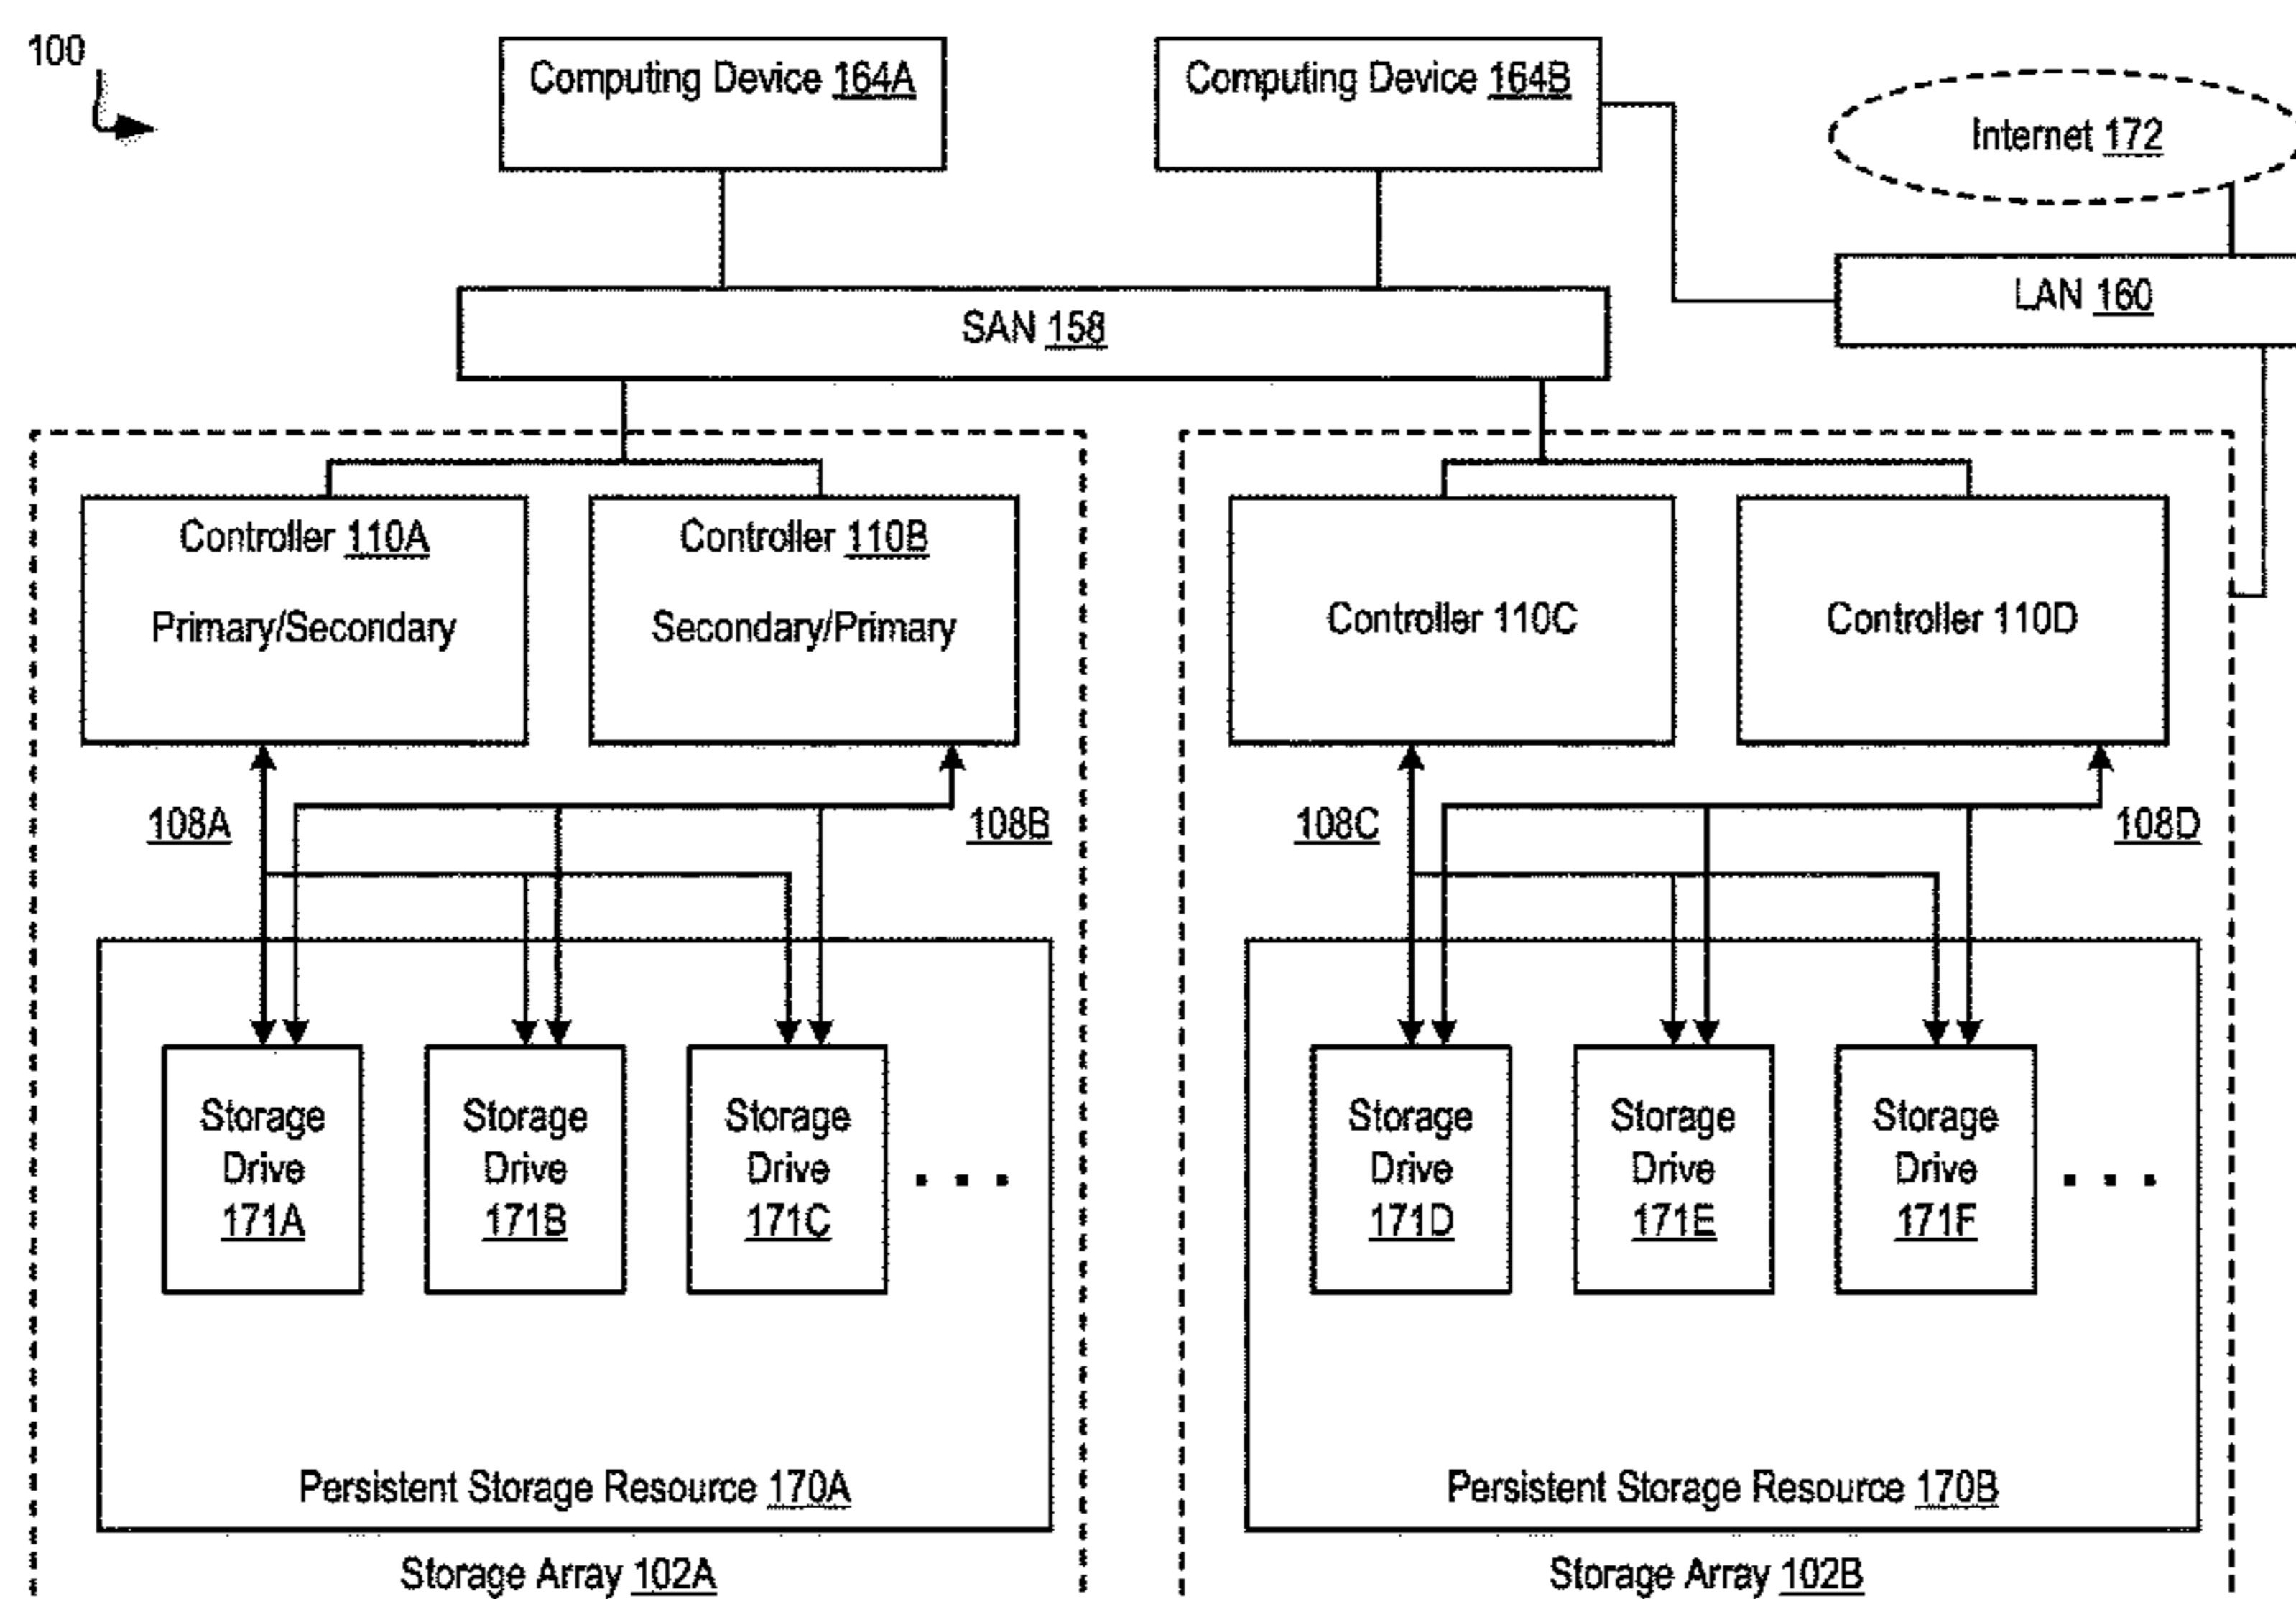 100
Computing Device 164A
Computing Device 164B
Internet 172
LAN 160
SAN 158
Controller 110A
Primary/Secondary
Controller 110B
Secondary/Primary
Controller 110C
Controller 110D
108A
108B
108C
108D
Storage
Drive
171A
Storage
Drive
171B
Storage
Drive
171C
. . .
Storage
Drive
171D
Storage
Drive
171E
Storage
Drive
171F
. . .
Persistent Storage Resource 170A
Persistent Storage Resource 170B
Storage Array 102A
Storage Array 102B